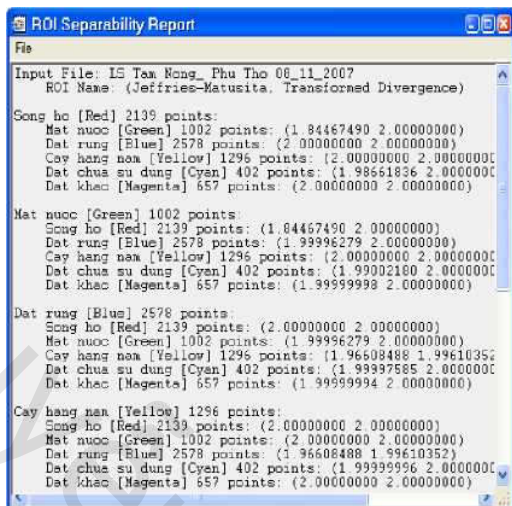 ROI Separability Report
File
Input File: LS Tam Nong_ Phu Tho 08_11_2007
ROI Name: (Jeffries-Matusita, Transformed Divergence)
Song ho [Red] 2139 points:
Mat nuoc [Green] 1002 points: (1.84467490 2.00000000)
Dat rung [Blue] 2578 points: (2.00000000 2.00000000)
Cay hang nam [Yellow] 1296 points: (2.00000000 2.00000000
Dat chua su dung [Cyan] 402 points: (1.98661836 2.0000000
Dat khac [Magenta] 657 points: (2.00000000 2.00000000)
Mat nuoc [Green] 1002 points:
Song ho [Red] 2139 points: (1.84467490 2.00000000)
Dat rung [Blue] 2578 points: (1.99996279 2.00000000)
Cay hang nam [Yellow] 1296 points: (2.00000000 2.00000000
Dat chua su dung [Cyan] 402 points: (1.99002180 2.0000000
Dat khac [Magenta] 657 points: (1.99999998 2.00000000)
Dat rung [Blue] 2578 points:
Song ho [Red] 2139 points: (2.00000000 2.00000000)
Mat nuoc [Green] 1002 points: (1.99996279 2.00000000)
Cay hang nam [Yellow] 1296 points: (1.96608488 1.99610352
Dat chua su dung [Cyan] 402 points: (1.99997585 2.0000000
Dat khac [Magenta] 657 points: (1.99999994 2.00000000)
Cay hang nam [Yellow] 1296 points:
Song ho [Red] 2139 points: (2.00000000 2.00000000)
Mat nuoc [Green] 1002 points: (2.00000000 2.00000000)
Dat rung [Blue] 2578 points: (1.96608488 1.99610352)
Dat chua su dung [Cyan] 402 points: (1.99999996 2.0000000
Dat khac [Magenta] 657 points: (2.00000000 2.00000000)